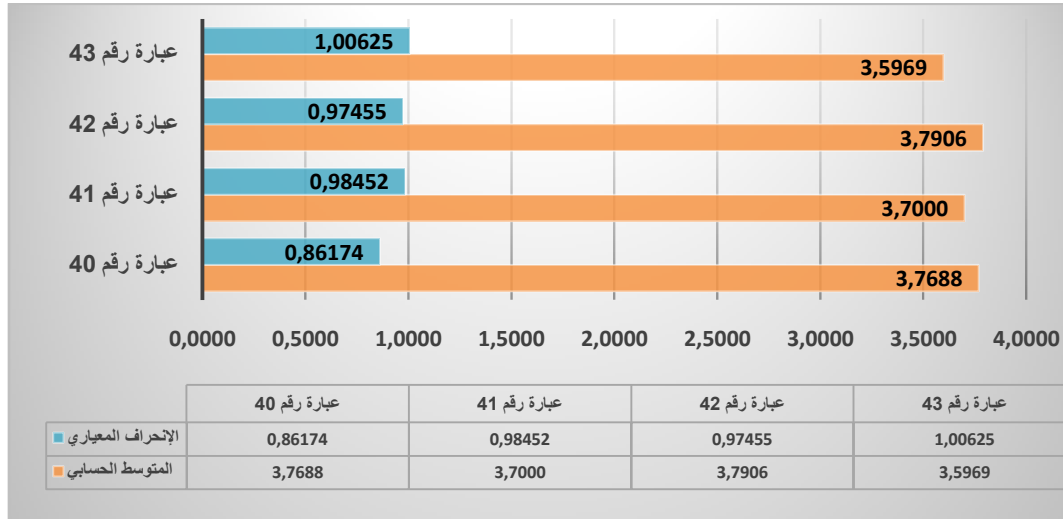 عبارة رقم 43
1,00625
3,5969
عبارة رقم 42
0,97455
3,7906
عبارة رقم 41
0,98452
3,7000
عبارة رقم 40
0,86174
3,7688
0,0000 0,5000 1,0000 1,5000 2,0000 2,5000 3,0000 3,5000 4,0000
عبارة رقم 40 عبارة رقم 41 عبارة رقم 42 عبارة رقم 43
الإنحراف المعياري 0,86174 0,98452 0,97455 1,00625
المتوسط الحسابي 3,7688 3,7000 3,7906 3,5969